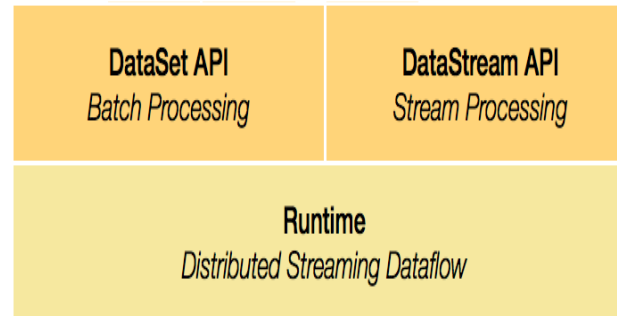 DataSet API
Batch Processing
DataStream API
Stream Processing
Runtime
Distributed Streaming Dataflow